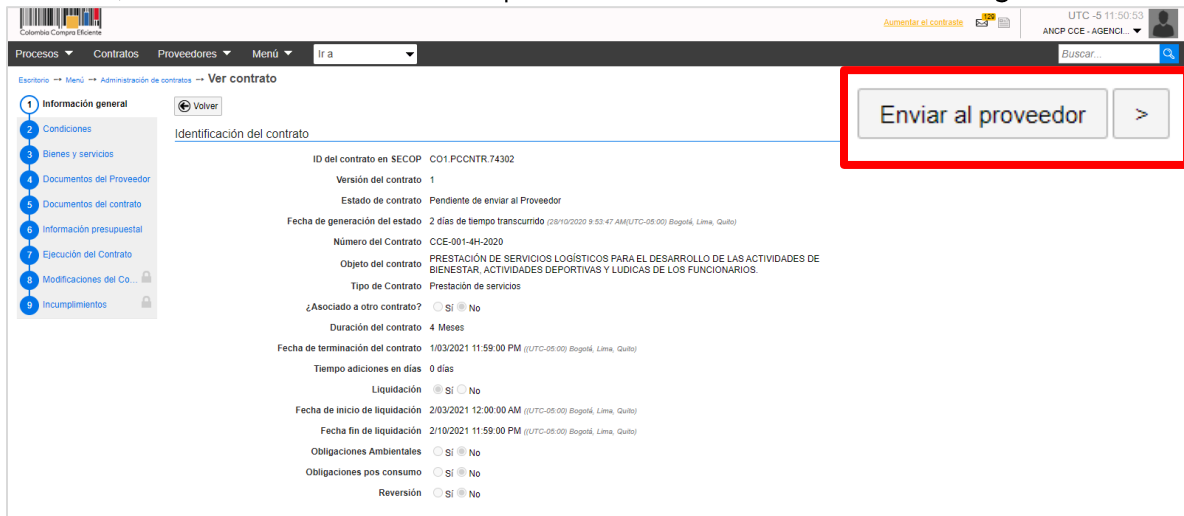 Colombia Compra Eficiente
Aumentar el contraste
129
UTC -5 11:50:53
ANCP CCE - AGENCI...
Procesos Contratos Proveedores Menú Ir a Buscar...
Escritorio → Menú → Administración de contratos → Ver contrato
1 Información general
2 Condiciones
3 Bienes y servicios
4 Documentos del Proveedor
5 Documentos del contrato
6 Información presupuestal
7 Ejecución del Contrato
8 Modificaciones del Co...
9 Incumplimientos
Volver
Enviar al proveedor >
Identificación del contrato
ID del contrato en SECOP CO1.PCCNTR.74302
Versión del contrato 1
Estado de contrato Pendiente de enviar al Proveedor
Fecha de generación del estado 2 días de tiempo transcurrido (28/10/2020 9:53:47 AM(UTC-05:00) Bogotá, Lima, Quito)
Número del Contrato CCE-001-4H-2020
Objeto del contrato PRESTACIÓN DE SERVICIOS LOGÍSTICOS PARA EL DESARROLLO DE LAS ACTIVIDADES DE
BIENESTAR, ACTIVIDADES DEPORTIVAS Y LUDICAS DE LOS FUNCIONARIOS.
Tipo de Contrato Prestación de servicios
¿Asociado a otro contrato? Sí No
Duración del contrato 4 Meses
Fecha de terminación del contrato 1/03/2021 11:59:00 PM ((UTC-05:00) Bogotá, Lima, Quito)
Tiempo adiciones en días 0 días
Liquidación Sí No
Fecha de inicio de liquidación 2/03/2021 12:00:00 AM ((UTC-05:00) Bogotá, Lima, Quito)
Fecha fin de liquidación 2/10/2021 11:59:00 PM ((UTC-05:00) Bogotá, Lima, Quito)
Obligaciones Ambientales Sí No
Obligaciones pos consumo Sí No
Reversión Sí No